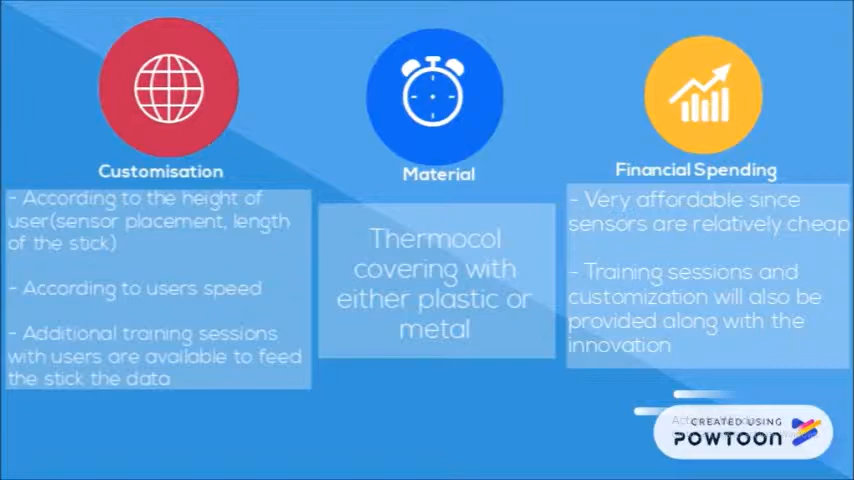 Customisation
- According to the height of
user(sensor placement, length
of the stick)
- According to users speed
- Additional training sessions
with users are available to feed
the stick the data
Material
Thermocol
covering with
either plastic or
metal
Financial Spending
- Very affordable since
sensors are relatively cheap
- Training sessions and
customization will also be
provided along with the
innovation
CREATED USING
POWTOON